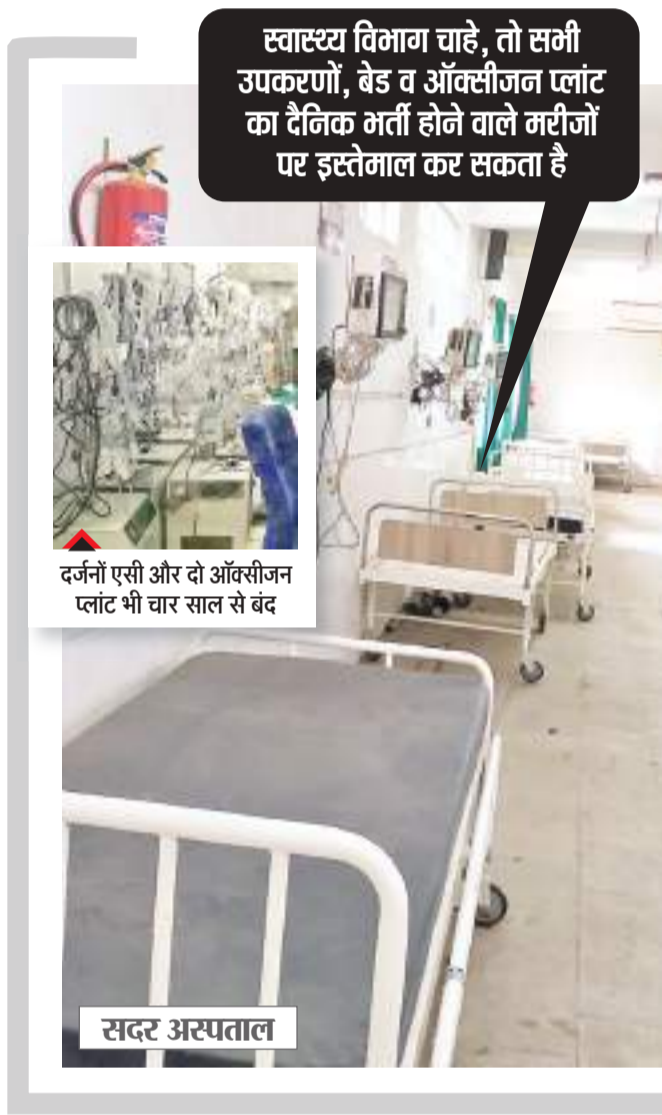 स्वास्थ्य विभाग चाहे, तो सभी
उपकरणों, बेड व ऑक्सीजन प्लांट
का दैनिक भर्ती होने वाले मरीजों
पर इस्तेमाल कर सकता है
दर्जनों एसी और दो ऑक्सीजन
प्लांट भी चार साल से बंद
सदर अस्पताल